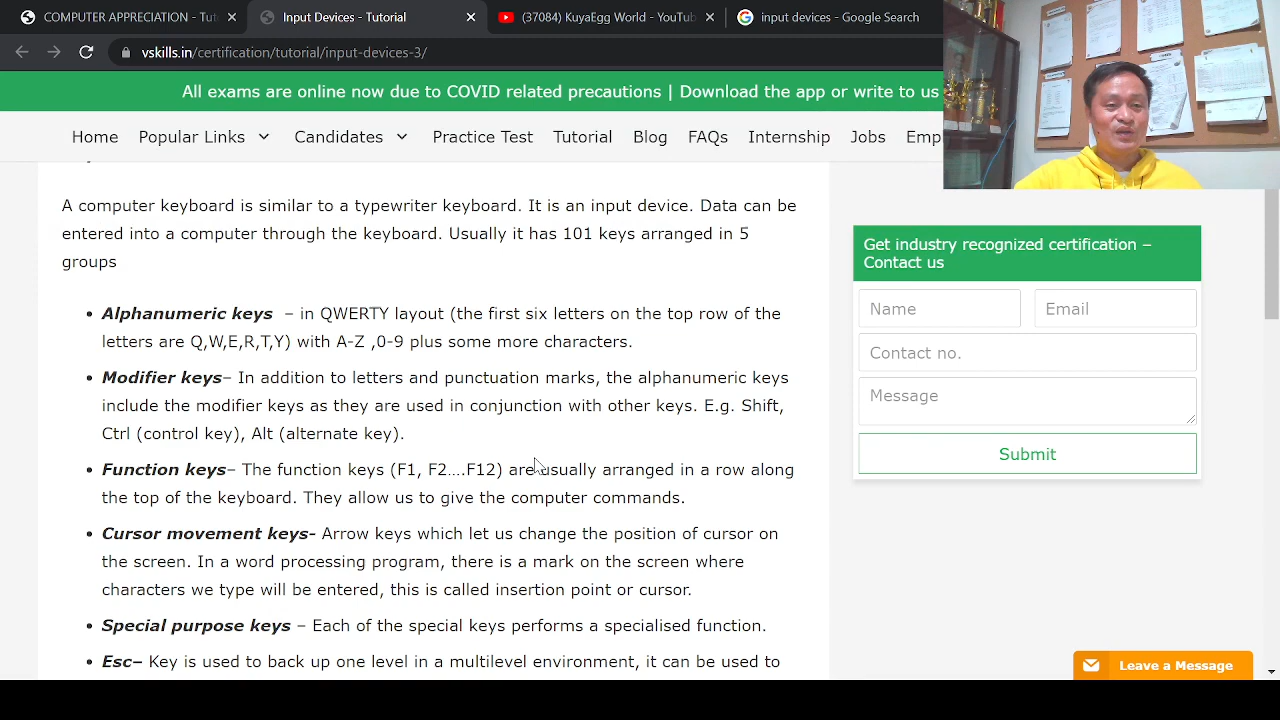 COMPUTER APPRECIATION - Tuto
Input Devices - Tutorial
(37084) KuyaEgg World - YouTub
input devices - Google Search
vskills.in/certification/tutorial/input-devices-3/
All exams are online now due to COVID related precautions | Download the app or write to us
Home Popular Links Candidates Practice Test Tutorial Blog FAQs Internship Jobs Emp
A computer keyboard is similar to a typewriter keyboard. It is an input device. Data can be
entered into a computer through the keyboard. Usually it has 101 keys arranged in 5
groups
• Alphanumeric keys – in QWERTY layout (the first six letters on the top row of the
letters are Q,W,E,R,T,Y) with A-Z ,0-9 plus some more characters.
• Modifier keys– In addition to letters and punctuation marks, the alphanumeric keys
include the modifier keys as they are used in conjunction with other keys. E.g. Shift,
Ctrl (control key), Alt (alternate key).
• Function keys– The function keys (F1, F2....F12) are usually arranged in a row along
the top of the keyboard. They allow us to give the computer commands.
• Cursor movement keys- Arrow keys which let us change the position of cursor on
the screen. In a word processing program, there is a mark on the screen where
characters we type will be entered, this is called insertion point or cursor.
• Special purpose keys – Each of the special keys performs a specialised function.
• Esc– Key is used to back up one level in a multilevel environment, it can be used to
Get industry recognized certification –
Contact us
Name Email
Contact no.
Message
Submit
Leave a Message